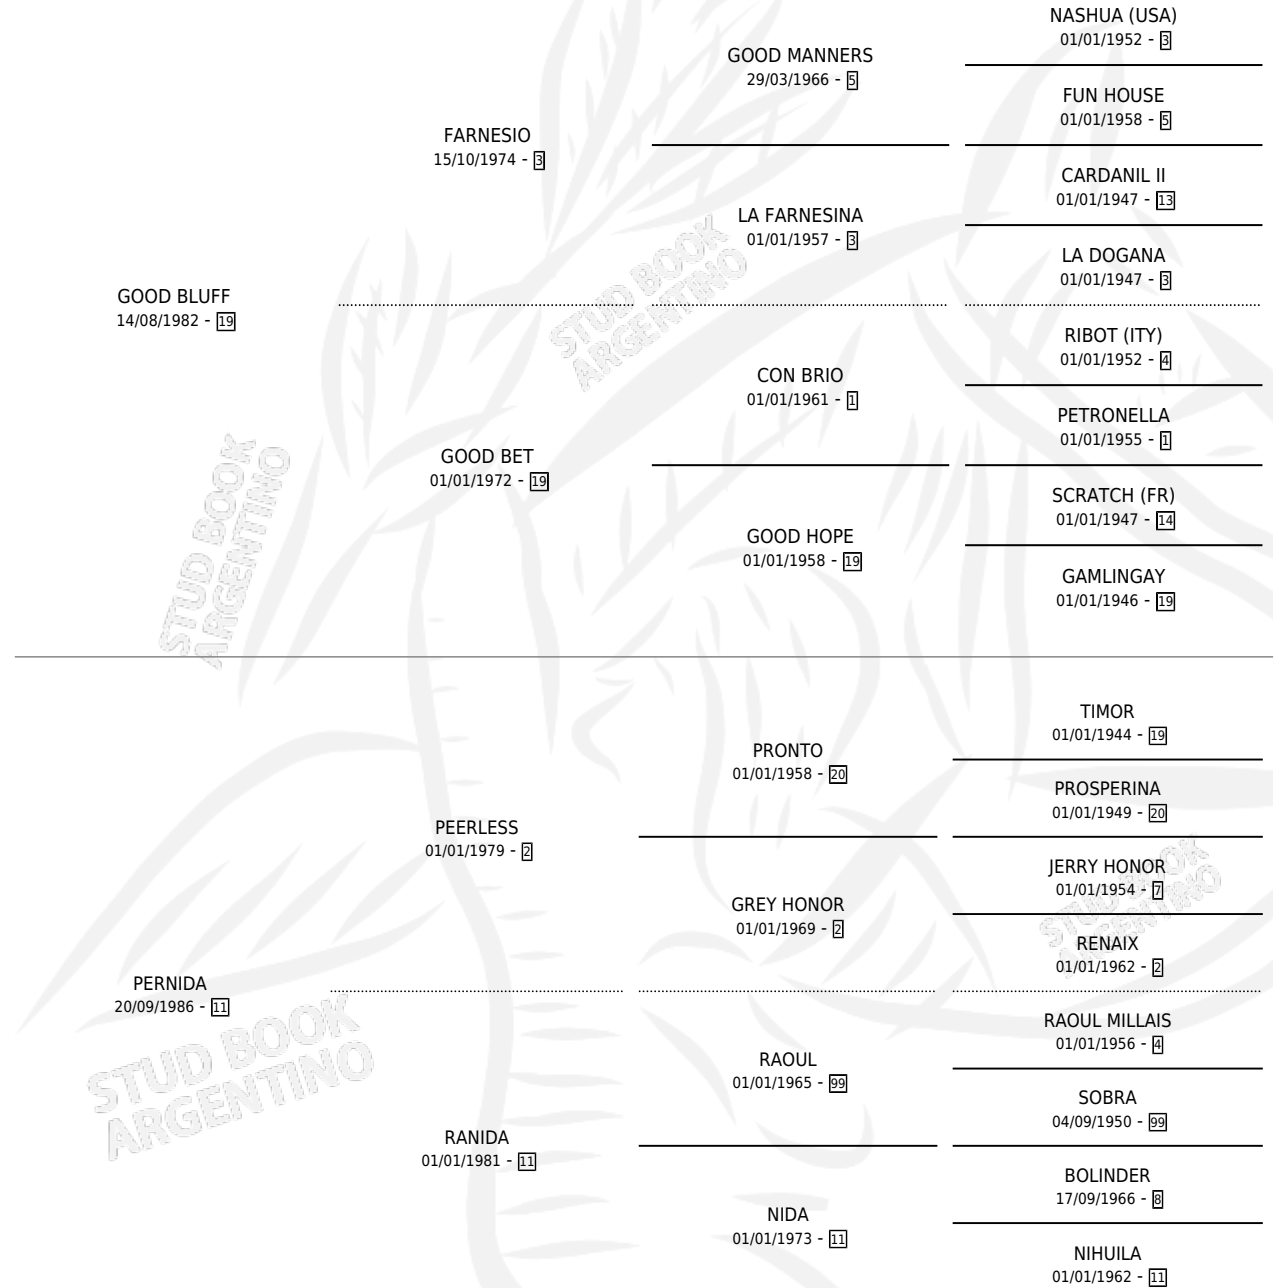 NASHUA (USA)
01/01/1952 - 3
GOOD MANNERS
29/03/1966 - 5
FUN HOUSE
01/01/1958 - 5
FARNESIO
15/10/1974 - 3
CARDANIL II
01/01/1947 - 13
LA FARNESINA
01/01/1957 - 3
LA DOGANA
01/01/1947 - 3
GOOD BLUFF
14/08/1982 - 19
STUD BOOK
ARGENTINO
RIBOT (ITY)
01/01/1952 - 4
CON BRIO
01/01/1961 - 1
PETRONELLA
01/01/1955 - 1
GOOD BET
01/01/1972 - 19
SCRATCH (FR)
01/01/1947 - 14
GOOD HOPE
01/01/1958 - 19
GAMLINGAY
01/01/1946 - 19
STUD BOOK
ARGENTINO
TIMOR
01/01/1944 - 19
PRONTO
01/01/1958 - 20
PROSPERINA
01/01/1949 - 20
PEERLESS
01/01/1979 - 2
JERRY HONOR
01/01/1954 - 7
GREY HONOR
01/01/1969 - 2
STUD BOOK
ARGENTINO
RENAIX
01/01/1962 - 2
PERNIDA
20/09/1986 - 11
STUD BOOK
ARGENTINO
RAOUL MILLAIS
01/01/1956 - 4
RAOUL
01/01/1965 - 99
SOBRA
04/09/1950 - 99
RANIDA
01/01/1981 - 11
BOLINDER
17/09/1966 - 8
NIDA
01/01/1973 - 11
NIHUILA
01/01/1962 - 11